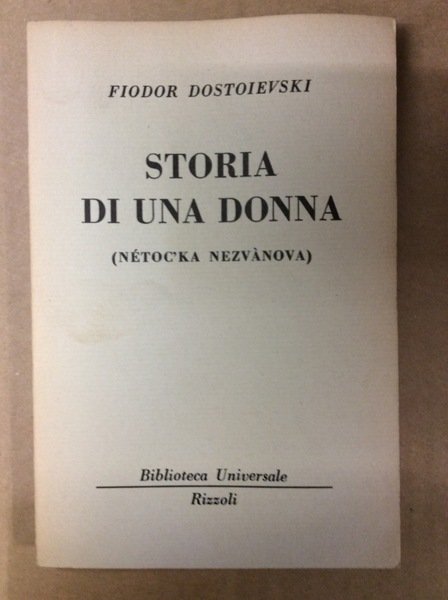 FIODOR DOSTOIEVSKI
STORIA
DI UNA DONNA
(NÉTOC'KA NEZVÀNOVA)
Biblioteca Universale
Rizzoli